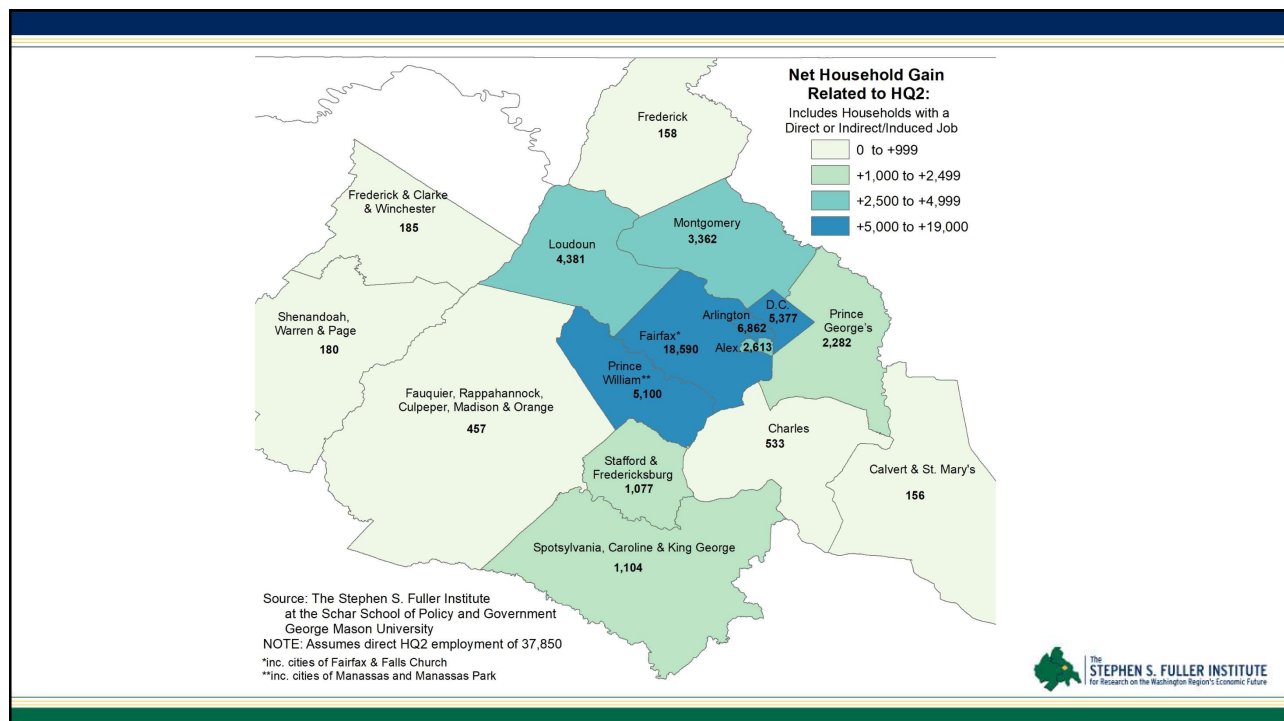 Net Household Gain
Related to HQ2:
Includes Households with a
Direct or Indirect/Induced Job
0 to +999
+1,000 to +2,499
+2,500 to +4,999
+5,000 to +19,000
Frederick
158
Frederick & Clarke
& Winchester
185
Loudoun
4,381
Montgomery
3,362
Shenandoah,
Warren & Page
180
D.C.
5,377
Arlington
6,862
Prince
George's
2,282
Fairfax*
18,590
Alex. 2,613
Prince
William**
5,100
Fauquier, Rappahannock,
Culpeper, Madison & Orange
457
Charles
533
Stafford &
Fredericksburg
1,077
Calvert & St. Mary's
156
Spotsylvania, Caroline & King George
1,104
Source: The Stephen S. Fuller Institute
at the Schar School of Policy and Government
George Mason University
NOTE: Assumes direct HQ2 employment of 37,850
*inc. cities of Fairfax & Falls Church
**inc. cities of Manassas and Manassas Park
The
STEPHEN S. FULLER INSTITUTE
for Research on the Washington Region's Economic Future